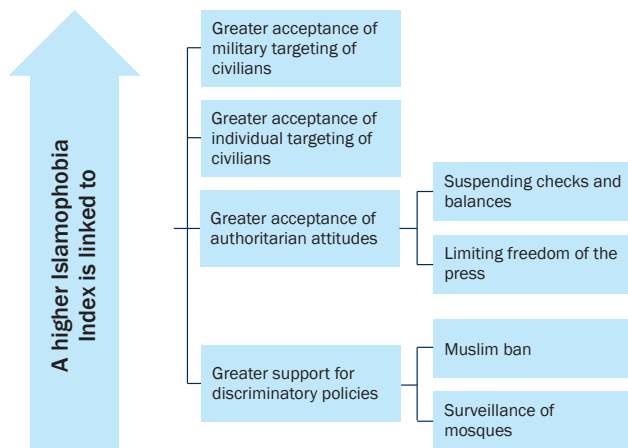 A higher Islamophobia
Index is linked to
Greater acceptance of
military targeting of
civilians
Greater acceptance of
individual targeting of
civilians
Greater acceptance of
authoritarian attitudes
Suspending checks and
balances
Limiting freedom of the
press
Greater support for
discriminatory policies
Muslim ban
Surveillance of
mosques